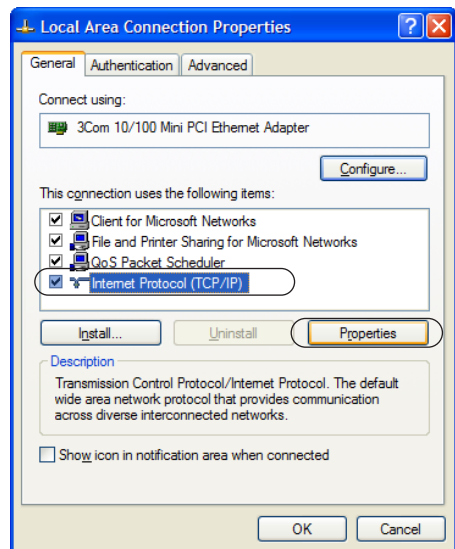 Local Area Connection Properties
General Authentication Advanced
Connect using:
3Com 10/100 Mini PCI Ethernet Adapter
Configure...
This connection uses the following items:
Client for Microsoft Networks
File and Printer Sharing for Microsoft Networks
QoS Packet Scheduler
Internet Protocol (TCP/IP)
Install... Uninstall Properties
Description
Transmission Control Protocol/Internet Protocol. The default
wide area network protocol that provides communication
across diverse interconnected networks.
Show icon in notification area when connected
OK Cancel